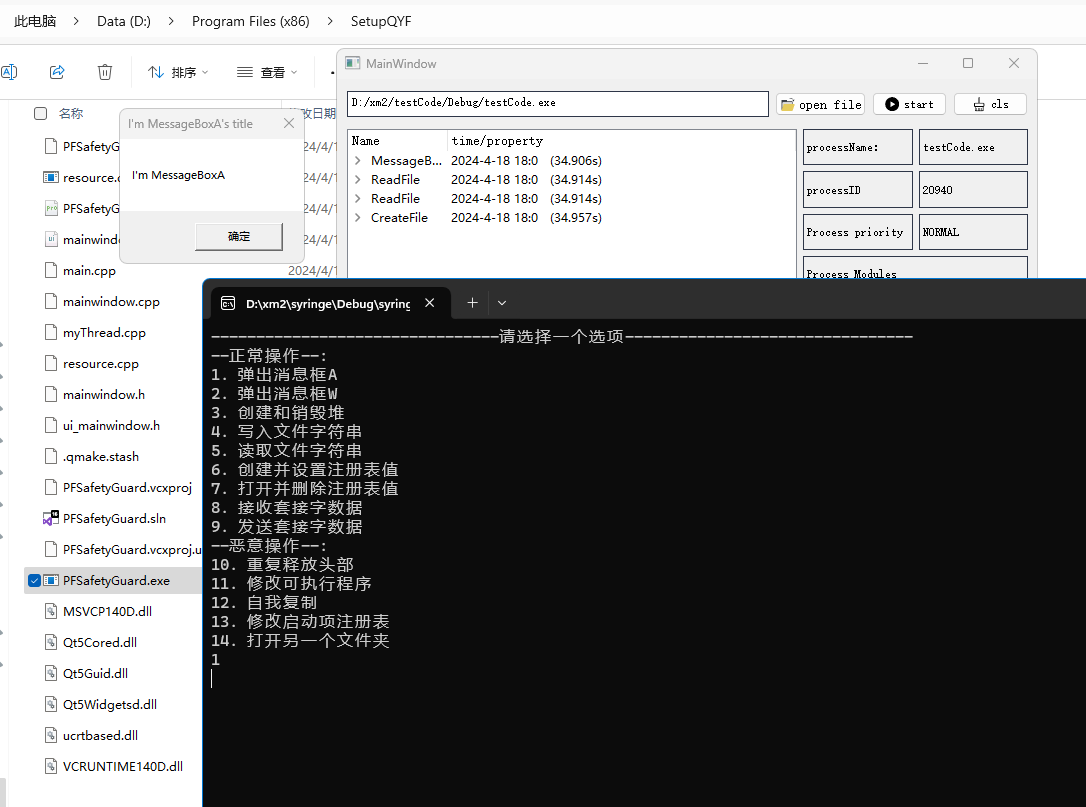 此电脑 > Data (D:) > Program Files (x86) > SetupQYF
排序
查看
名称
修改日期
PFSafetyG
resource.
PFSafetyG
mainwindo
main.cpp
2024/4/1
mainwindow.cpp
myThread.cpp
resource.cpp
mainwindow.h
ui_mainwindow.h
.qmake.stash
PFSafetyGuard.vcxproj
PFSafetyGuard.sln
PFSafetyGuard.vcxproj.u
PFSafetyGuard.exe
MSVCP140D.dll
Qt5Cored.dll
Qt5Guid.dll
Qt5Widgetsd.dll
ucrtbased.dll
VCRUNTIME140D.dll
I'm MessageBoxA's title
I'm MessageBoxA
确定
MainWindow
D:/xm2/testCode/Debug/testCode.exe
open file
start
cls
Name time/property
MessageB... 2024-4-18 18:0 (34.906s)
ReadFile 2024-4-18 18:0 (34.914s)
ReadFile 2024-4-18 18:0 (34.914s)
CreateFile 2024-4-18 18:0 (34.957s)
processName: testCode.exe
processID 20940
Process priority NORMAL
Process Modules
D:\xm2\syringe\Debug\syring
--------------------------------请选择一个选项--------------------------------
--正常操作--:
1. 弹出消息框A
2. 弹出消息框W
3. 创建和销毁堆
4. 写入文件字符串
5. 读取文件字符串
6. 创建并设置注册表值
7. 打开并删除注册表值
8. 接收套接字数据
9. 发送套接字数据
--恶意操作--:
10. 重复释放头部
11. 修改可执行程序
12. 自我复制
13. 修改启动项注册表
14. 打开另一个文件夹
1